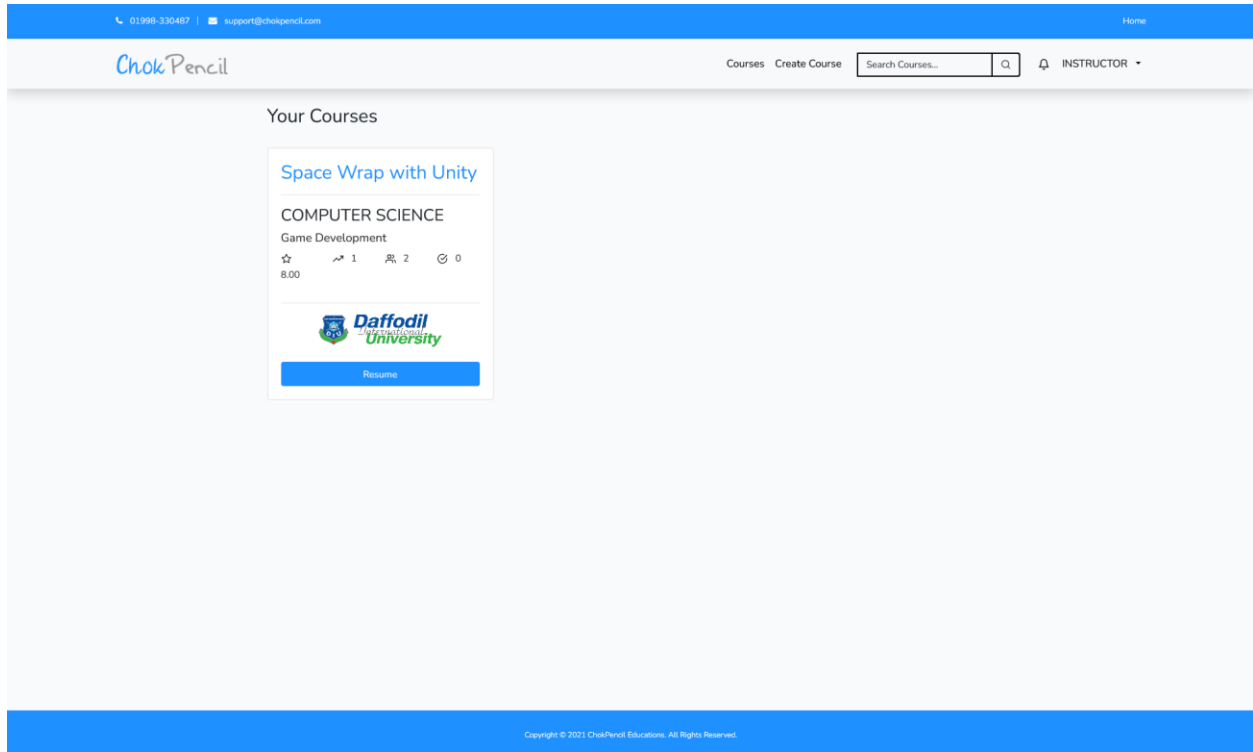 01998-330487 | support@chokpencil.com Home
ChokPencil Courses Create Course Search Courses... INSTRUCTOR
Your Courses
Space Wrap with Unity
COMPUTER SCIENCE
Game Development
1 2 0
8.00
Daffodil
International
University
Resume
Copyright © 2021 ChokPencil Educations. All Rights Reserved.